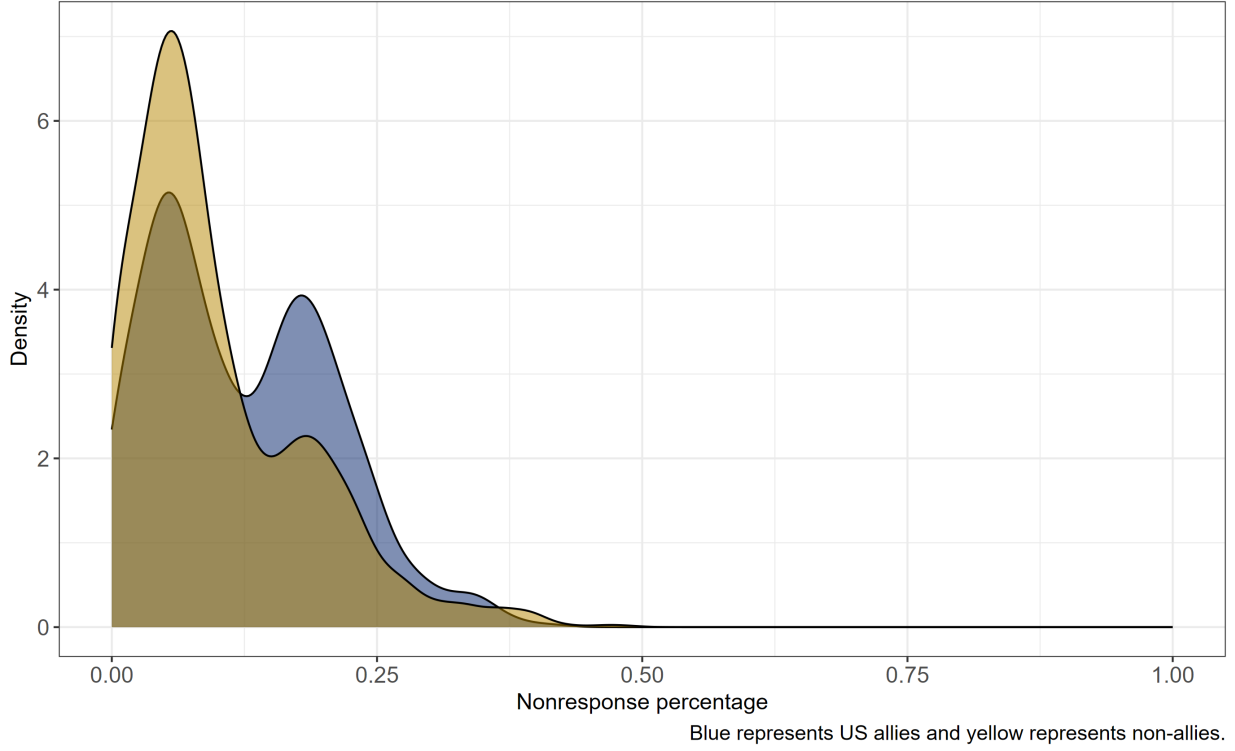 6
4
2
0
Density
0.00 0.25 0.50 0.75 1.00
Nonresponse percentage
Blue represents US allies and yellow represents non-allies.